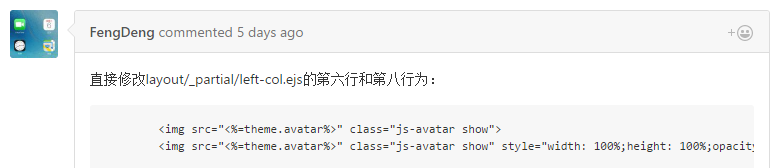 FengDeng commented 5 days ago
直接修改layout/_partial/left-col.ejs的第六行和第八行为：
<img src="<%=theme.avatar%>" class="js-avatar show">
<img src="<%=theme.avatar%>" class="js-avatar show" style="width: 100%;height: 100%;opacity